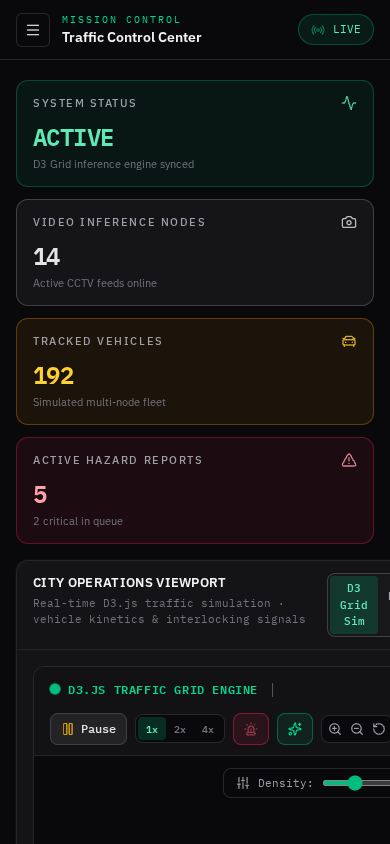 MISSION CONTROL
Traffic Control Center
LIVE
SYSTEM STATUS
ACTIVE
D3 Grid inference engine synced
VIDEO INFERENCE NODES
14
Active CCTV feeds online
TRACKED VEHICLES
192
Simulated multi-node fleet
ACTIVE HAZARD REPORTS
5
2 critical in queue
CITY OPERATIONS VIEWPORT
Real-time D3.js traffic simulation ·
vehicle kinetics & interlocking signals
D3
Grid
Sim
D3.JS TRAFFIC GRID ENGINE
Pause
1x 2x 4x
Density: